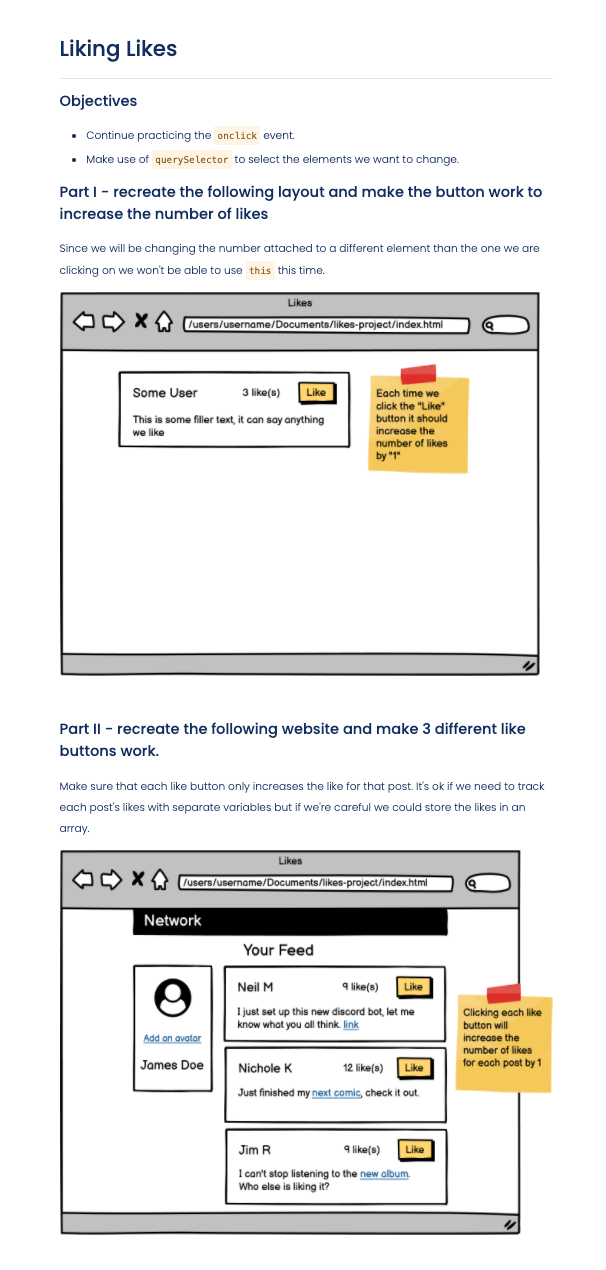 Liking Likes
Objectives
Continue practicing the onclick event.
Make use of querySelector to select the elements we want to change.
Part I - recreate the following layout and make the button work to
increase the number of likes
Since we will be changing the number attached to a different element than the one we are
clicking on we won't be able to use this this time.
Likes
/users/username/Documents/likes-project/index.html
Some User 3 like(s) Like
This is some filler text, it can say anything
we like
Each time we
click the "Like"
button it should
increase the
number of likes
by "1"
Part II - recreate the following website and make 3 different like
buttons work.
Make sure that each like button only increases the like for that post. It's ok if we need to track
each post's likes with separate variables but if we're careful we could store the likes in an
array.
Likes
/users/username/Documents/likes-project/index.html
Network
Your Feed
Add an avatar
James Doe
Neil M 9 like(s) Like
I just set up this new discord bot, let me
know what you all think. link
Nichole K 12 like(s) Like
Just finished my next comic, check it out.
Jim R 9 like(s) Like
I can't stop listening to the new album.
Who else is liking it?
Clicking each like
button will
increase the
number of likes
for each post by 1